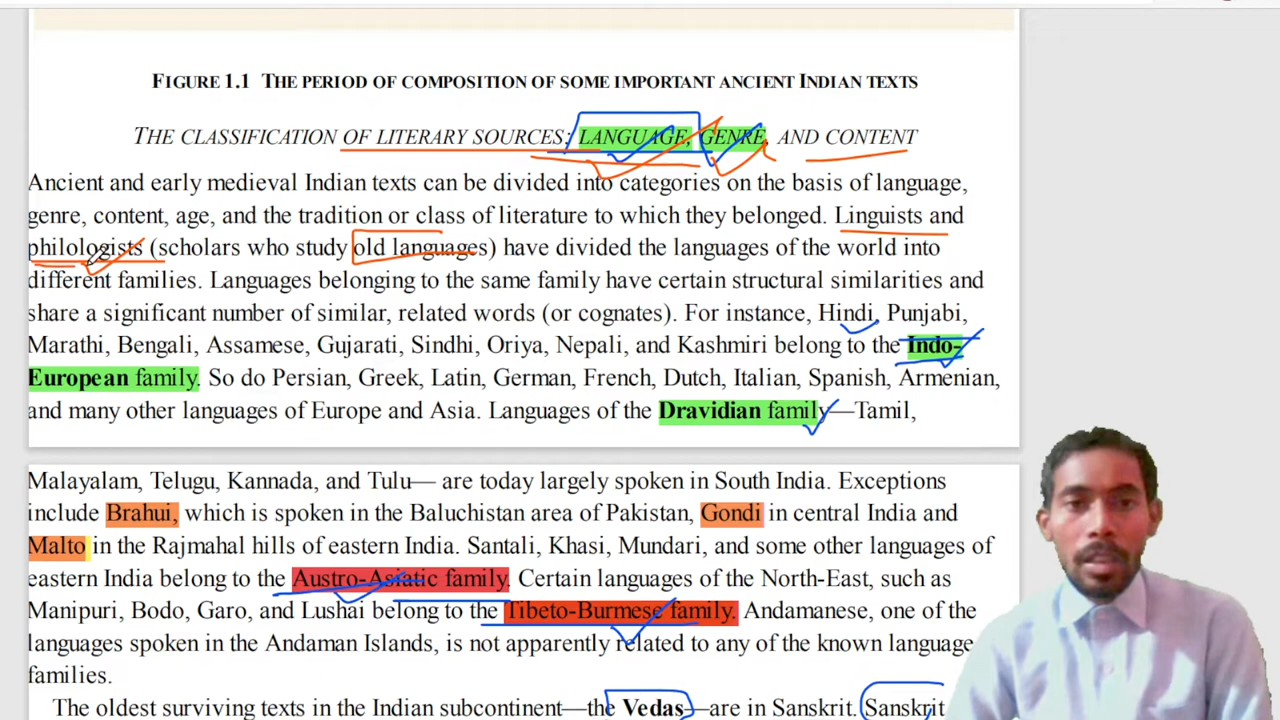 FIGURE 1.1 THE PERIOD OF COMPOSITION OF SOME IMPORTANT ANCIENT INDIAN TEXTS
THE CLASSIFICATION OF LITERARY SOURCES: LANGUAGE, GENRE, AND CONTENT
Ancient and early medieval Indian texts can be divided into categories on the basis of language,
genre, content, age, and the tradition or class of literature to which they belonged. Linguists and
philologists (scholars who study old languages) have divided the languages of the world into
different families. Languages belonging to the same family have certain structural similarities and
share a significant number of similar, related words (or cognates). For instance, Hindi, Punjabi,
Marathi, Bengali, Assamese, Gujarati, Sindhi, Oriya, Nepali, and Kashmiri belong to the Indo-
European family. So do Persian, Greek, Latin, German, French, Dutch, Italian, Spanish, Armenian,
and many other languages of Europe and Asia. Languages of the Dravidian family—Tamil,
Malayalam, Telugu, Kannada, and Tulu— are today largely spoken in South India. Exceptions
include Brahui, which is spoken in the Baluchistan area of Pakistan, Gondi in central India and
Malto in the Rajmahal hills of eastern India. Santali, Khasi, Mundari, and some other languages of
eastern India belong to the Austro-Asiatic family. Certain languages of the North-East, such as
Manipuri, Bodo, Garo, and Lushai belong to the Tibeto-Burmese family. Andamanese, one of the
languages spoken in the Andaman Islands, is not apparently related to any of the known language
families.
The oldest surviving texts in the Indian subcontinent—the Vedas—are in Sanskrit. Sanskrit